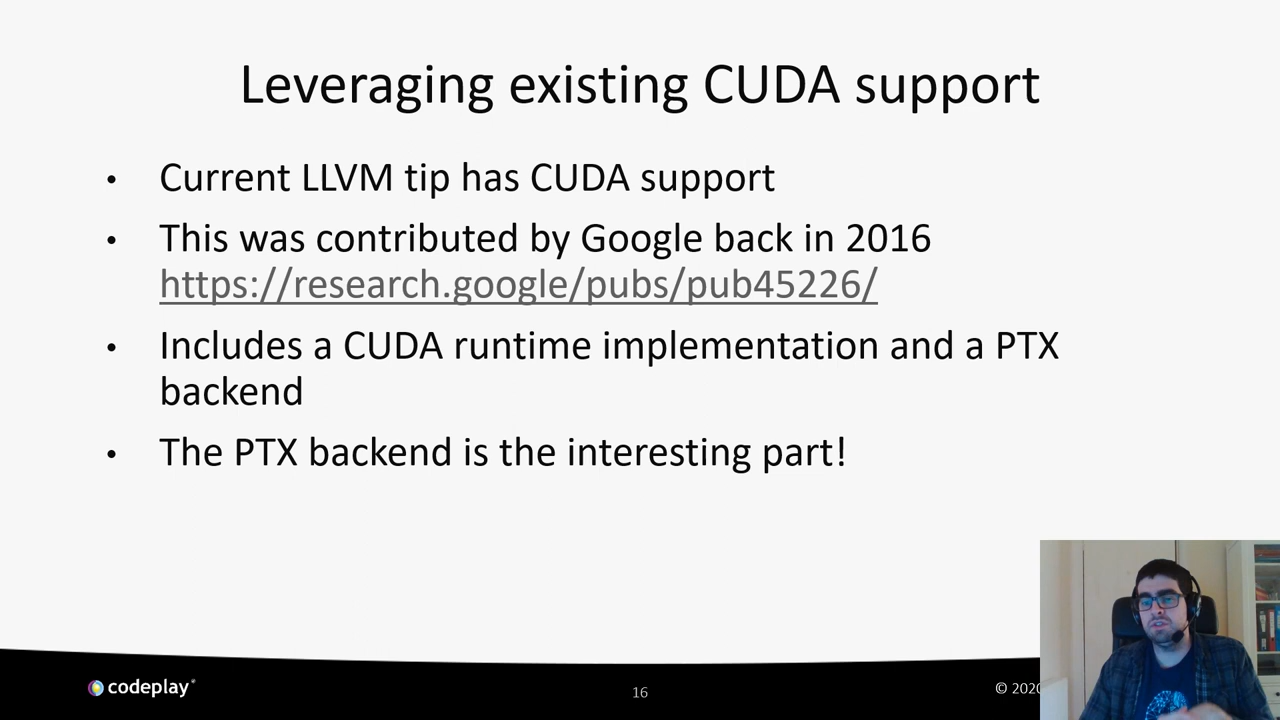 Leveraging existing CUDA support
• Current LLVM tip has CUDA support
• This was contributed by Google back in 2016
https://research.google/pubs/pub45226/
• Includes a CUDA runtime implementation and a PTX
backend
• The PTX backend is the interesting part!
codeplay®
16
© 2020